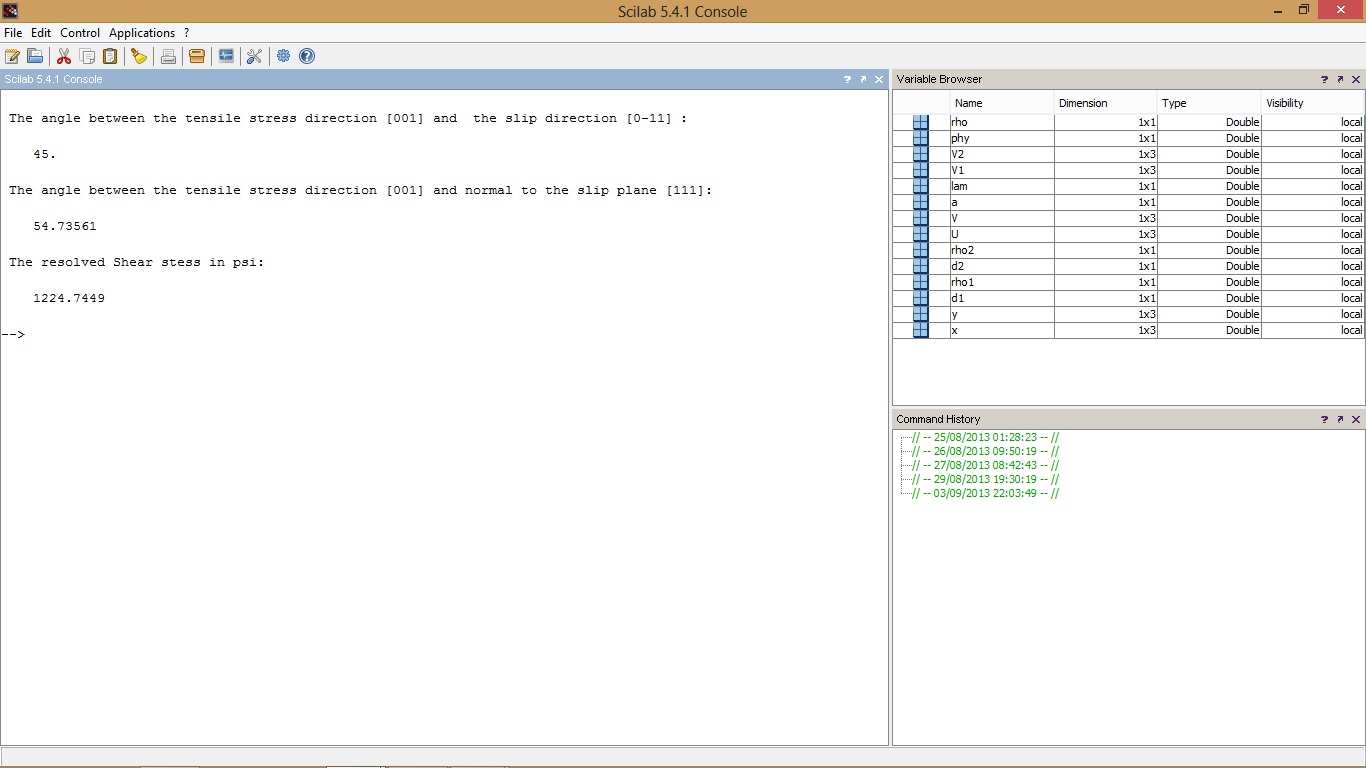 Scilab 5.4.1 Console
File Edit Control Applications ?
Scilab 5.4.1 Console
The angle between the tensile stress direction [001] and  the slip direction [0-11] :
45.
The angle between the tensile stress direction [001] and normal to the slip plane [111]:
54.73561
The resolved Shear stess in psi:
1224.7449
-->
Variable Browser
Name Dimension Type Visibility
rho 1x1 Double local
phy 1x1 Double local
V2 1x3 Double local
V1 1x3 Double local
lam 1x1 Double local
a 1x1 Double local
V 1x3 Double local
U 1x3 Double local
rho2 1x1 Double local
d2 1x1 Double local
rho1 1x1 Double local
d1 1x1 Double local
y 1x3 Double local
x 1x3 Double local
Command History
// -- 25/08/2013 01:28:23 -- //
// -- 26/08/2013 09:50:19 -- //
// -- 27/08/2013 08:42:43 -- //
// -- 29/08/2013 19:30:19 -- //
// -- 03/09/2013 22:03:49 -- //